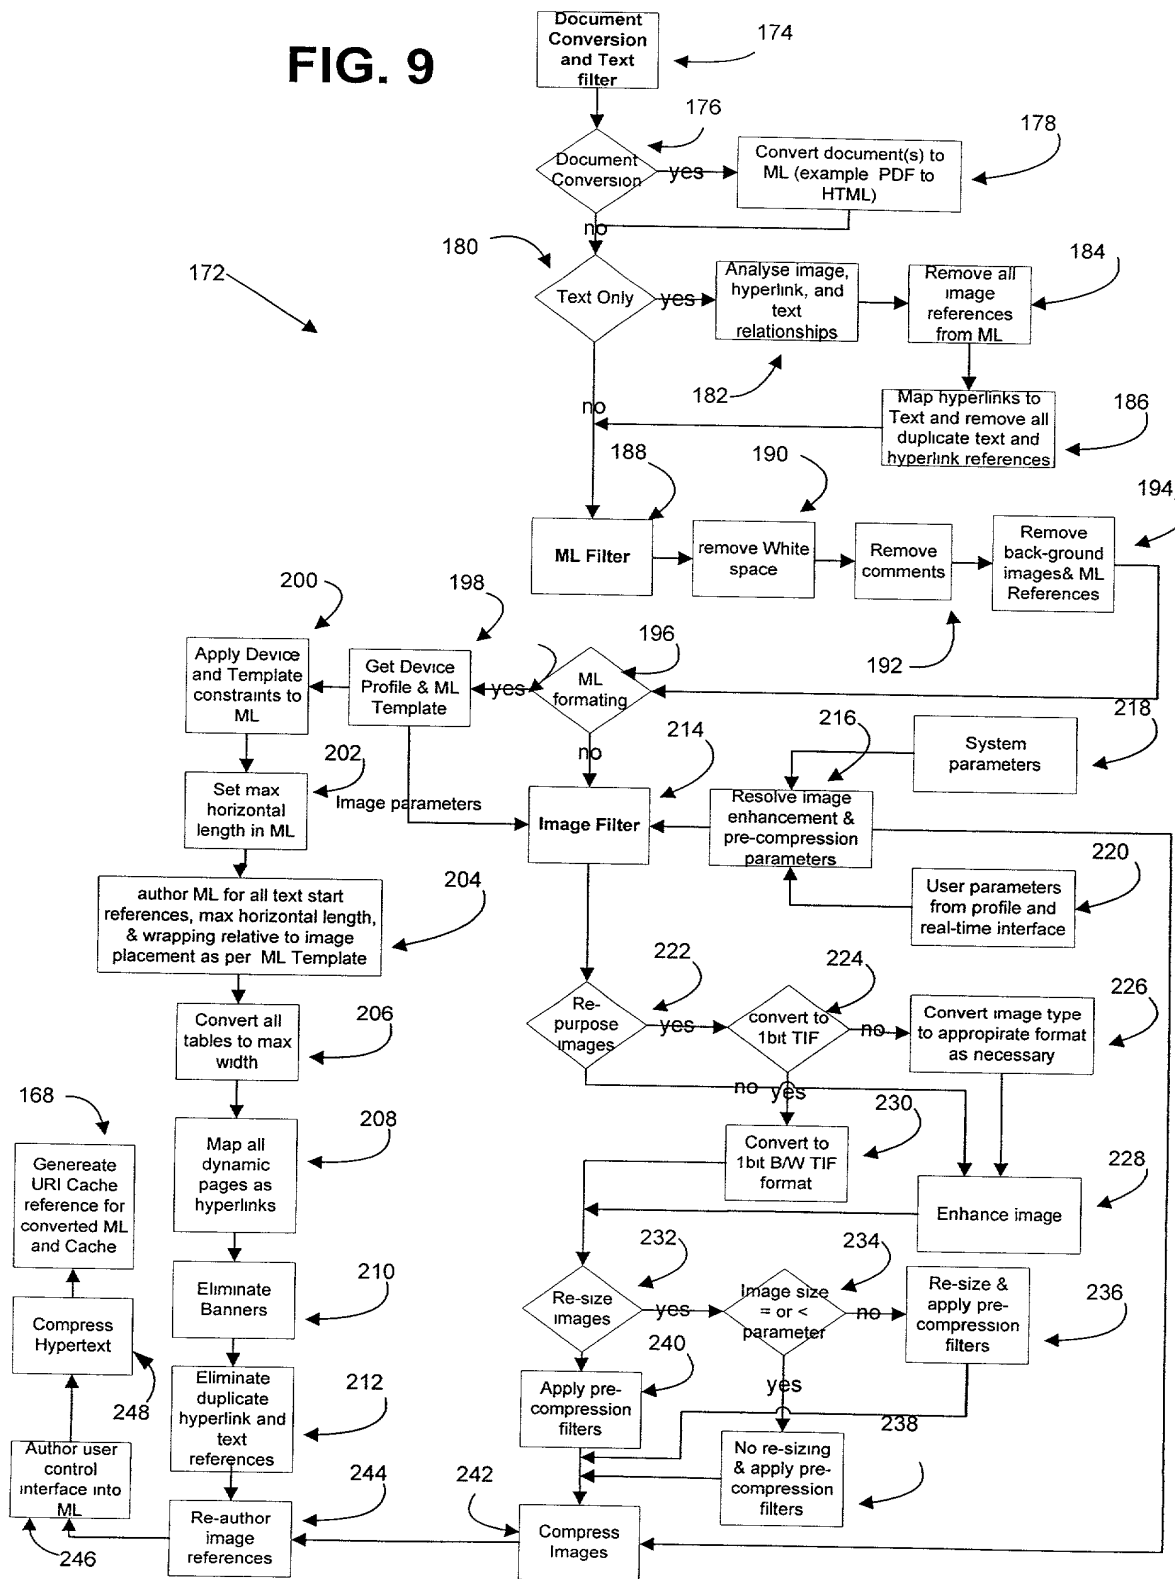 FIG. 9
Document
Conversion
and Text
filter
174
176
Document
Conversion
yes
Convert document(s) to
ML (example PDF to
HTML)
178
no
180
172
Text Only
yes
Analyse image,
hyperlink, and
text
relationships
182
Remove all
image
references
from ML
184
Map hyperlinks to
Text and remove all
duplicate text and
hyperlink references
186
no
188
ML Filter
190
remove White
space
Remove
comments
192
Remove
back-ground
images& ML
References
194
196
ML
formating
yes
198
Get Device
Profile & ML
Template
200
Apply Device
and Template
constraints to
ML
no
214
Image Filter
Image parameters
216
Resolve image
enhancement &
pre-compression
parameters
System
parameters
218
User parameters
from profile and
real-time interface
220
202
Set max
horizontal
length in ML
author ML for all text start
references, max horizontal length,
& wrapping relative to image
placement as per ML Template
204
Convert all
tables to max
width
206
Map all
dynamic
pages as
hyperlinks
208
Eliminate
Banners
210
Eliminate
duplicate
hyperlink and
text
references
212
222
Re-
purpose
images
yes
no
224
convert to
1bit TIF
no
yes
Convert image type
to appropirate format
as necessary
226
Convert to
1bit B/W TIF
format
230
Enhance image
228
232
Re-size
images
yes
234
Image size
= or <
parameter
no
yes
Re-size &
apply pre-
compression
filters
236
Apply pre-
compression
filters
240
No re-sizing
& apply pre-
compression
filters
238
242
Compress
Images
244
Re-author
image
references
Author user
control
interface into
ML
246
Compress
Hypertext
248
168
Genereate
URI Cache
reference for
converted ML
and Cache